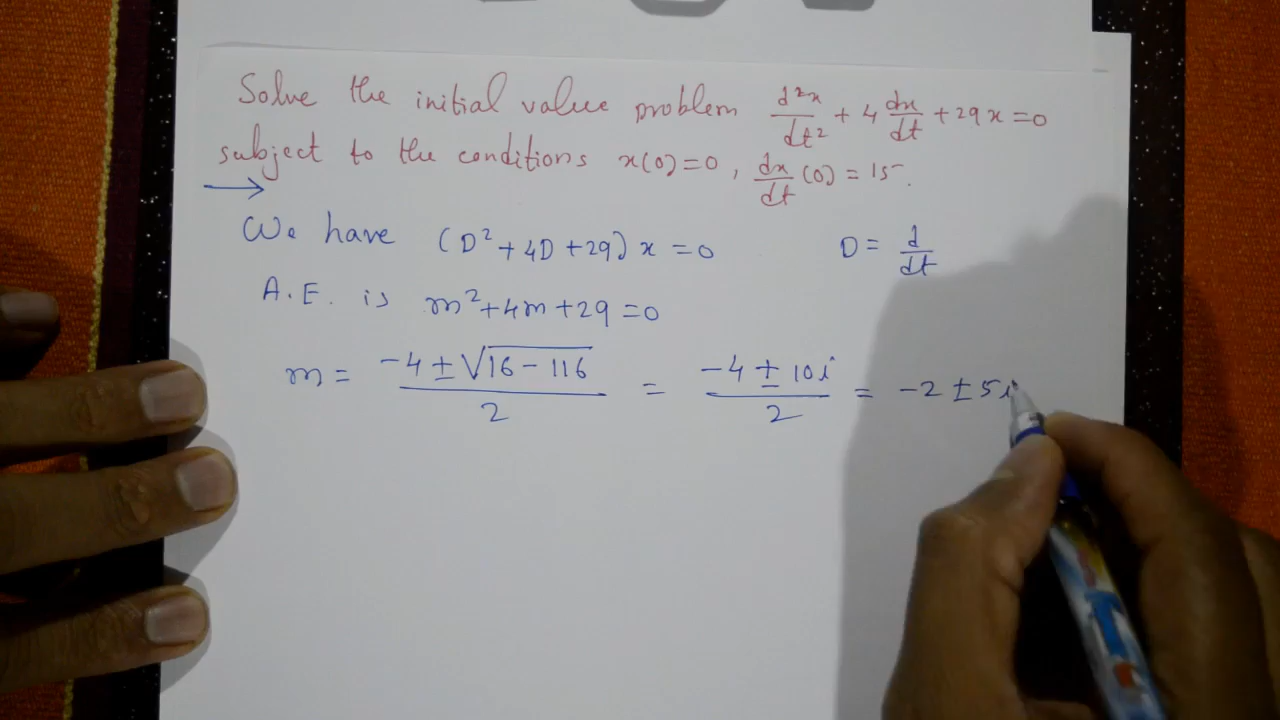 Solve the initial value problem d²x/dt² + 4 dx/dt + 29x = 0
subject to the conditions x(0) = 0, dx/dt (0) = 15.
We have (D² + 4D + 29) x = 0 D = d/dt
A.E. is m² + 4m + 29 = 0
m = (-4 ± √(16 - 116))/2 = (-4 ± 10i)/2 = -2 ± 5i